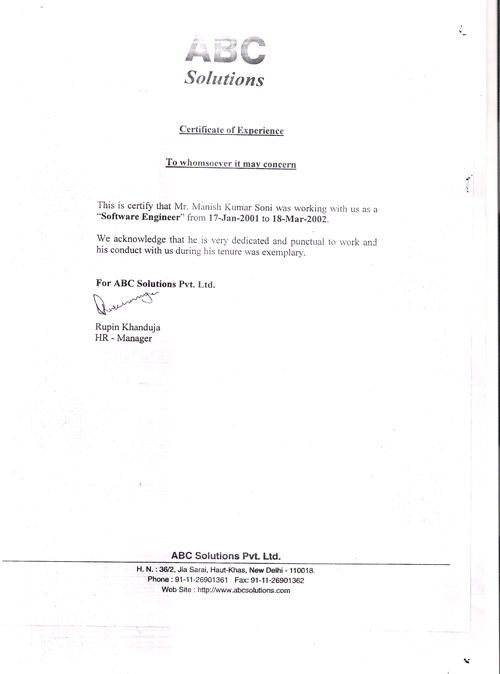 ABC
Solutions
Certificate of Experience
To whomsoever it may concern
This is certify that Mr. Manish Kumar Soni was working with us as a
“Software Engineer” from 17-Jan-2001 to 18-Mar-2002.
We acknowledge that he is very dedicated and punctual to work and
his conduct with us during his tenure was exemplary.
For ABC Solutions Pvt. Ltd.
Rupin Khanduja
HR - Manager
ABC Solutions Pvt. Ltd.
H. N. : 36/2, Jia Sarai, Haut-Khas, New Delhi - 110018.
Phone : 91-11-26901361 Fax: 91-11-26901362
Web Site : http://www.abcsolutions.com